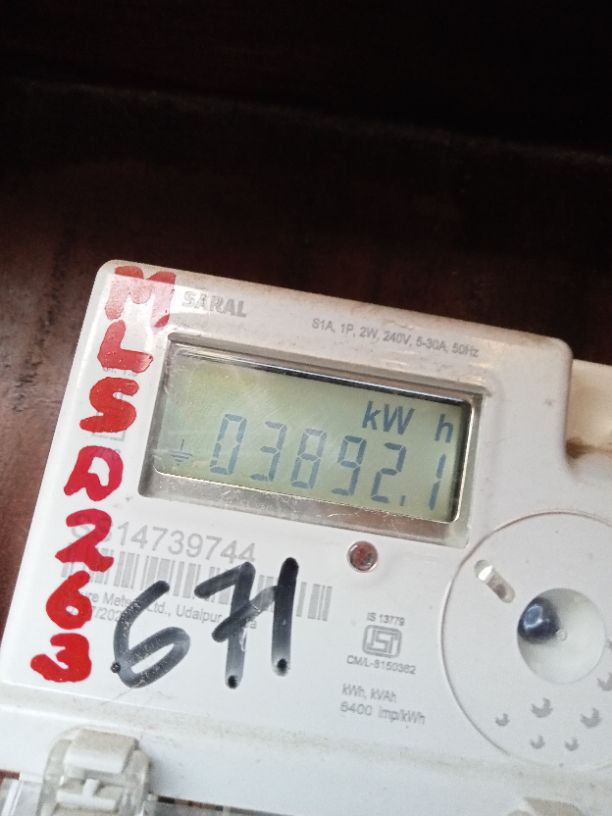 SARAL
S1A, 1P, 2W, 240V, 5-30A, 50Hz
MLSD263
kW h
03892.1
14739744
Ltd., Udaipur
671
IS 13779
CM/L-8150362
kWh, kVAh
6400 imp/kWh